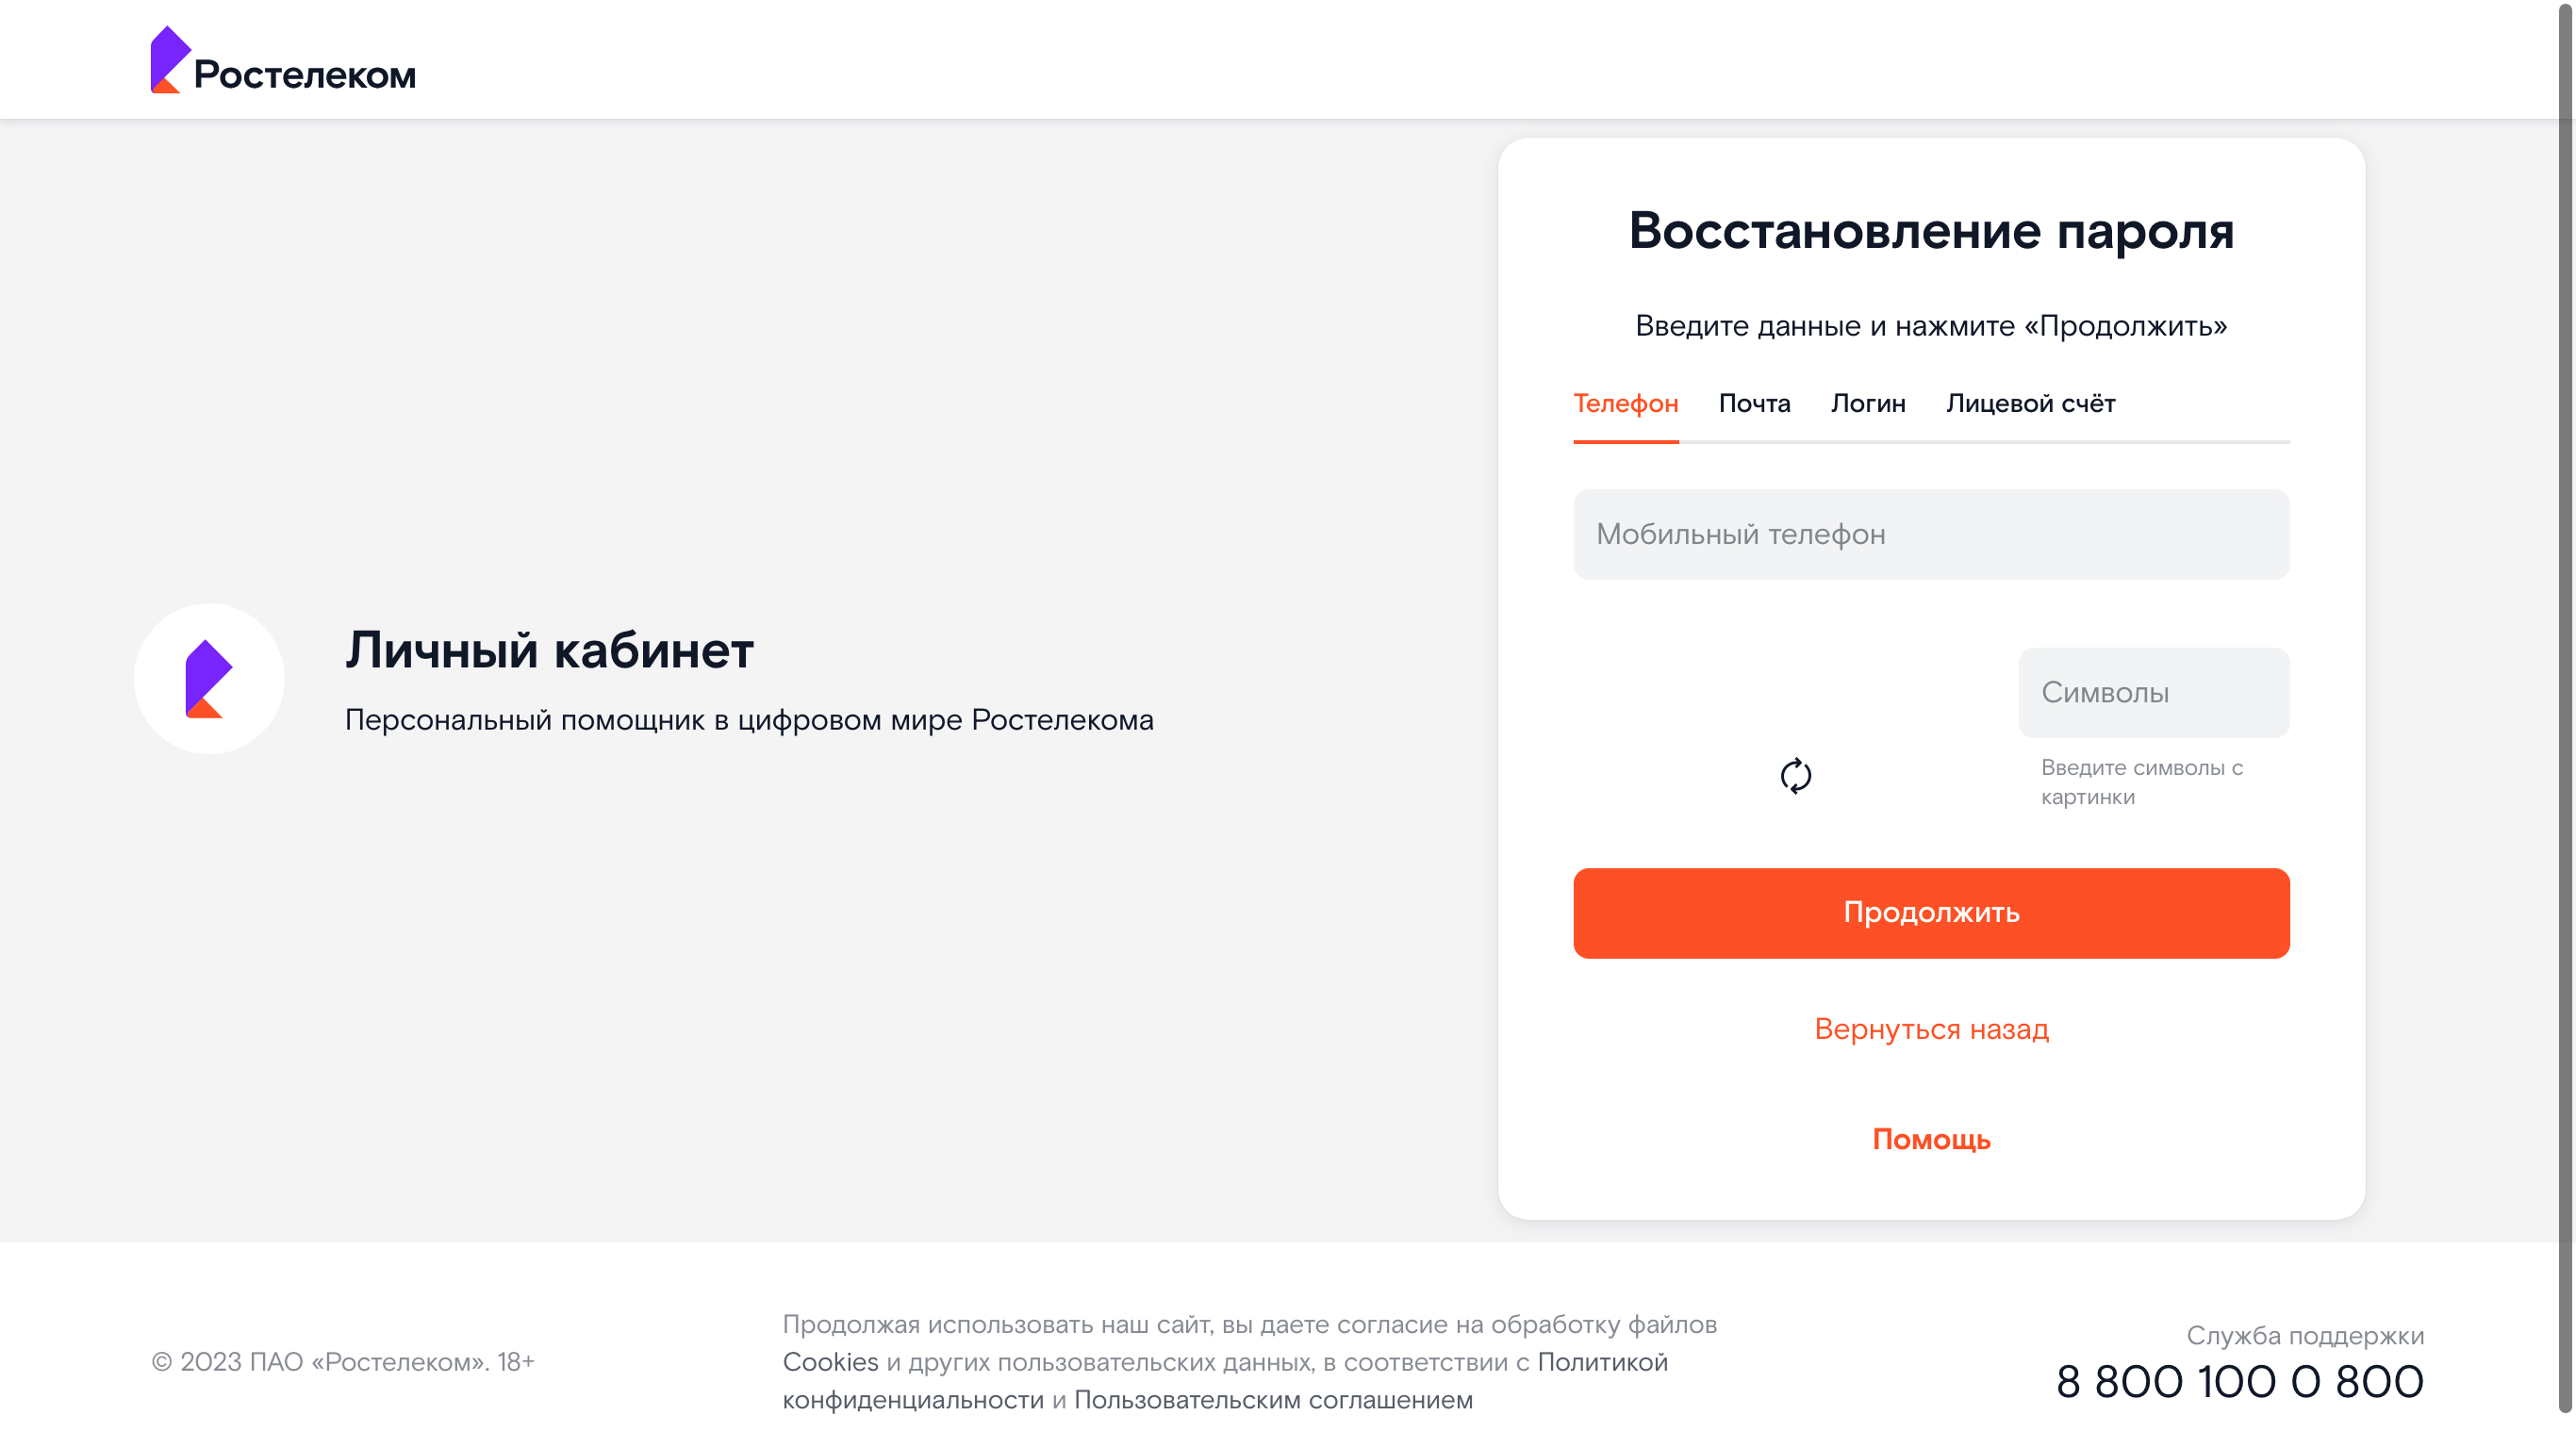 Ростелеком
Личный кабинет
Персональный помощник в цифровом мире Ростелекома
Восстановление пароля
Введите данные и нажмите «Продолжить»
Телефон Почта Логин Лицевой счёт
Мобильный телефон
Символы
Введите символы с
картинки
Продолжить
Вернуться назад
Помощь
© 2023 ПАО «Ростелеком». 18+
Продолжая использовать наш сайт, вы даете согласие на обработку файлов
Cookies и других пользовательских данных, в соответствии с Политикой
конфиденциальности и Пользовательским соглашением
Служба поддержки
8 800 100 0 800